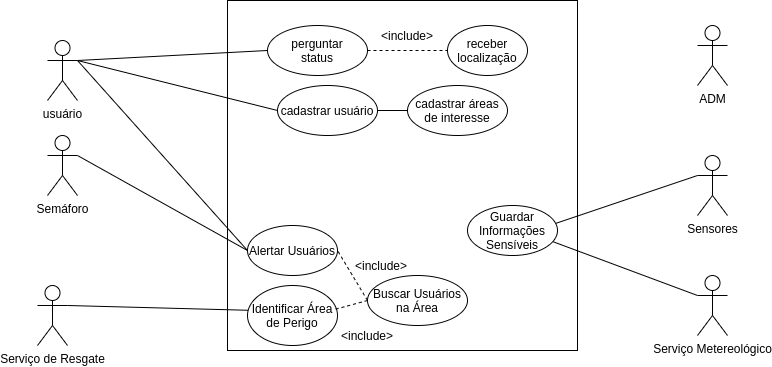 perguntar
status
<include>
receber
localização
usuário
cadastrar usuário
cadastrar áreas
de interesse
ADM
Semáforo
Guardar
Informações
Sensíveis
Sensores
Alertar Usuários
<include>
Buscar Usuários
na Área
Identificar Área
de Perigo
<include>
Serviço de Resgate
Serviço Metereológico